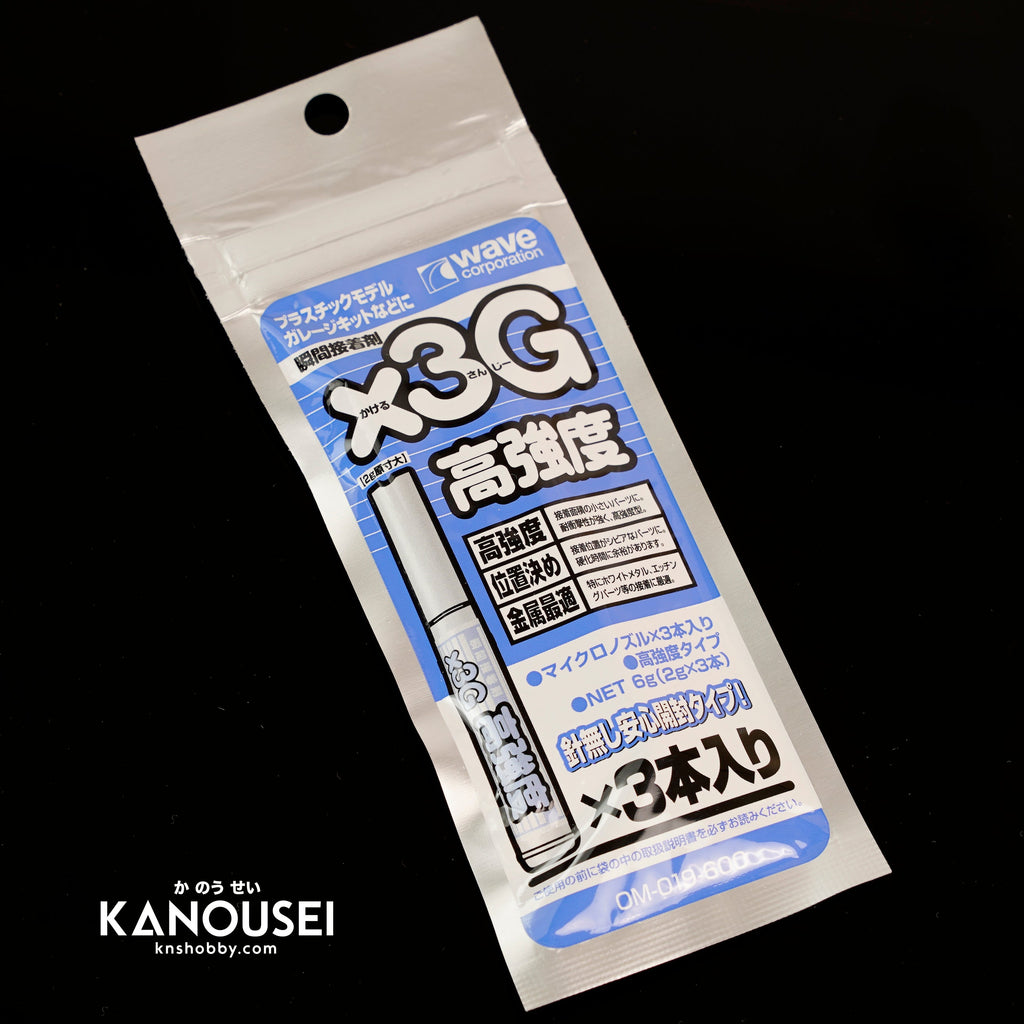 wave
corporation
プラスチックモデル
ガレージキットなどに
瞬間接着剤
×3G
かける さん じー
高強度
[2g原寸大]
高強度
接着面積の小さいパーツに。
耐衝撃性が強く、高強度型。
位置決め
接着位置がシビアなパーツに。
硬化時間に余裕があります。
金属最適
特にホワイトメタル、エッチン
グパーツ等の接着に最適。
×3G
高強度
●マイクロノズル×3本入り
●高強度タイプ
●NET 6g(2g×3本)
針無し安心開封タイプ!
×3本入り
ご使用の前に袋の中の取扱説明書を必ずお読みください。
OM-019-600
か のう せい
KANOUSEI
knshobby.com